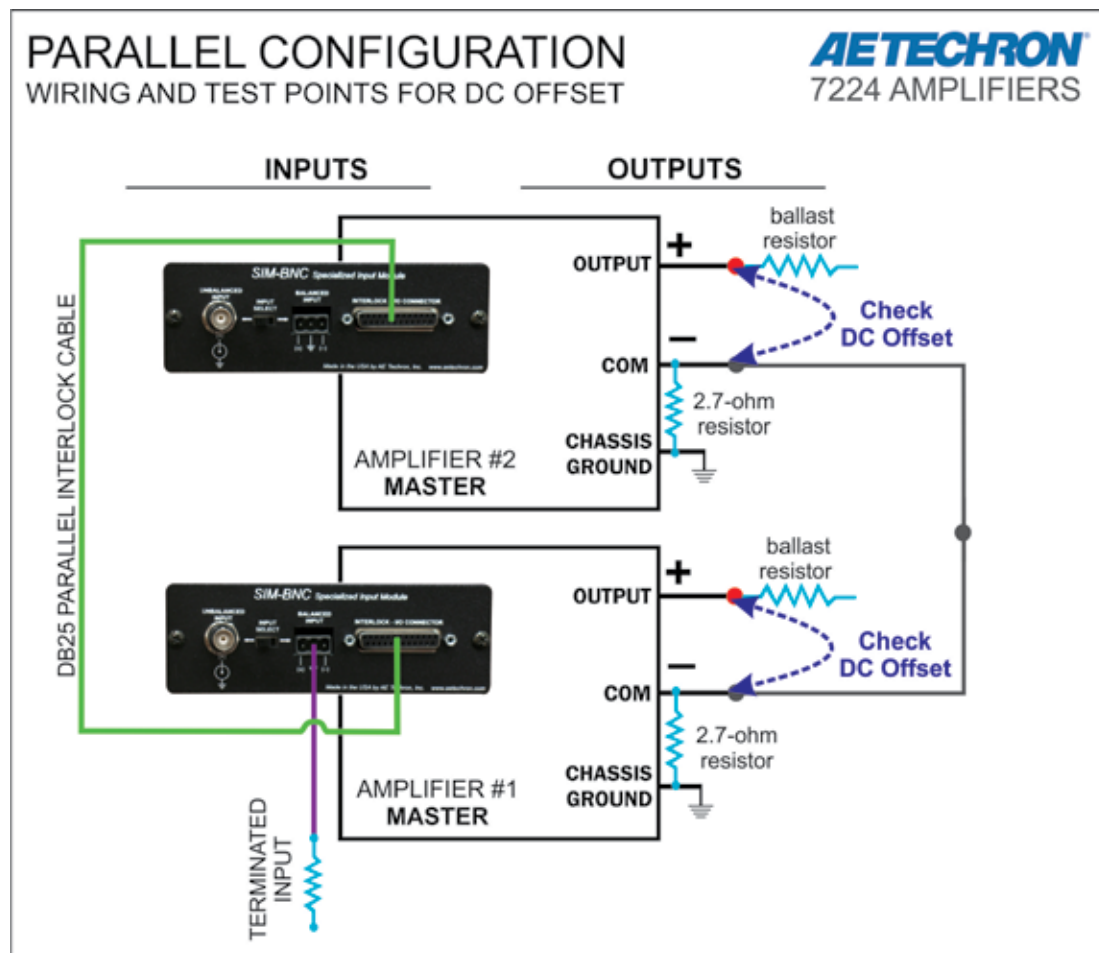 PARALLEL CONFIGURATION
WIRING AND TEST POINTS FOR DC OFFSET
AETECHRON®
7224 AMPLIFIERS
INPUTS
OUTPUTS
DB25 PARALLEL INTERLOCK CABLE
SIM-BNC Specialized Input Module
UNBALANCED
INPUT
INPUT
SELECT
BALANCED
INPUT
INTERLOCK - I/O CONNECTOR
Made in the USA by AE Techron, Inc. www.aetechron.com
AMPLIFIER #2
MASTER
OUTPUT
+
ballast
resistor
Check
DC Offset
−
COM
2.7-ohm
resistor
CHASSIS
GROUND
SIM-BNC Specialized Input Module
UNBALANCED
INPUT
INPUT
SELECT
BALANCED
INPUT
INTERLOCK - I/O CONNECTOR
Made in the USA by AE Techron, Inc. www.aetechron.com
AMPLIFIER #1
MASTER
OUTPUT
+
ballast
resistor
Check
DC Offset
−
COM
2.7-ohm
resistor
CHASSIS
GROUND
TERMINATED
INPUT